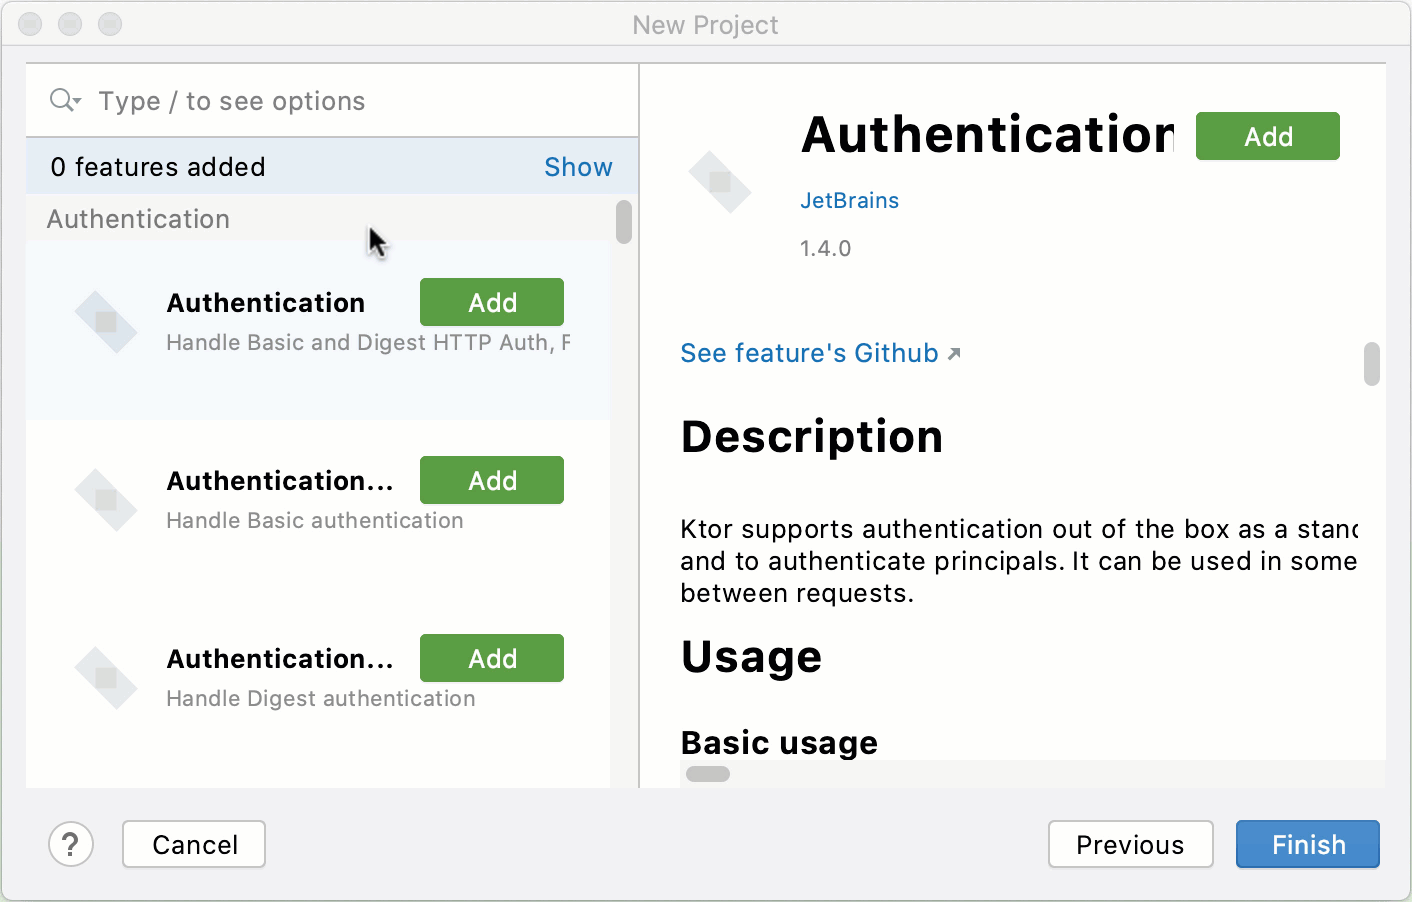 New Project
Type / to see options
0 features added Show
Authentication
Authentication Add
Handle Basic and Digest HTTP Auth, F
Authentication... Add
Handle Basic authentication
Authentication... Add
Handle Digest authentication
Authentication Add
JetBrains
1.4.0
See feature's Github
Description
Ktor supports authentication out of the box as a stand
and to authenticate principals. It can be used in some
between requests.
Usage
Basic usage
? Cancel Previous Finish